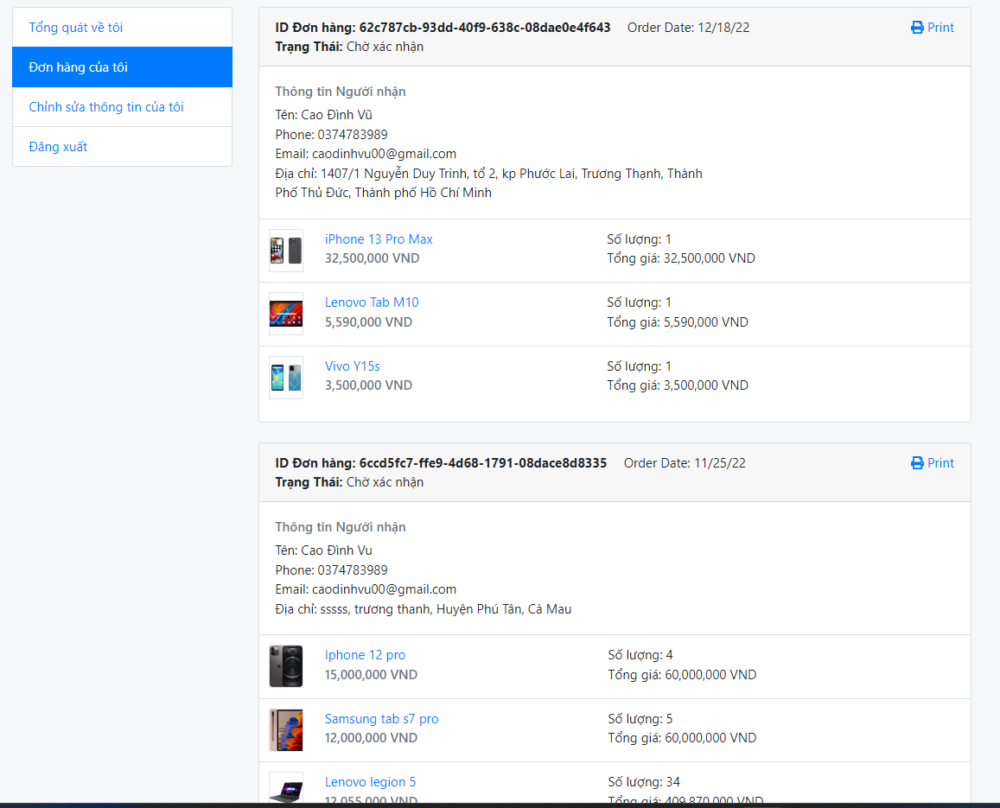 Tổng quát về tôi
Đơn hàng của tôi
Chỉnh sửa thông tin của tôi
Đăng xuất
ID Đơn hàng: 62c787cb-93dd-40f9-638c-08dae0e4f643 Order Date: 12/18/22 Print
Trạng Thái: Chờ xác nhận
Thông tin Người nhận
Tên: Cao Đình Vũ
Phone: 0374783989
Email: caodinhvu00@gmail.com
Địa chỉ: 1407/1 Nguyễn Duy Trinh, tổ 2, kp Phước Lai, Trương Thạnh, Thành
Phố Thủ Đức, Thành phố Hồ Chí Minh
iPhone 13 Pro Max Số lượng: 1
32,500,000 VND Tổng giá: 32,500,000 VND
Lenovo Tab M10 Số lượng: 1
5,590,000 VND Tổng giá: 5,590,000 VND
Vivo Y15s Số lượng: 1
3,500,000 VND Tổng giá: 3,500,000 VND
ID Đơn hàng: 6ccd5fc7-ffe9-4d68-1791-08dace8d8335 Order Date: 11/25/22 Print
Trạng Thái: Chờ xác nhận
Thông tin Người nhận
Tên: Cao Đình Vu
Phone: 0374783989
Email: caodinhvu00@gmail.com
Địa chỉ: sssss, trương thanh, Huyện Phú Tân, Cà Mau
Iphone 12 pro Số lượng: 4
15,000,000 VND Tổng giá: 60,000,000 VND
Samsung tab s7 pro Số lượng: 5
12,000,000 VND Tổng giá: 60,000,000 VND
Lenovo legion 5 Số lượng: 34
12,055,000 VND Tổng giá: 409,870,000 VND